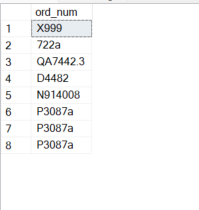 ord_num
1 X999
2 722a
3 QA7442.3
4 D4482
5 N914008
6 P3087a
7 P3087a
8 P3087a